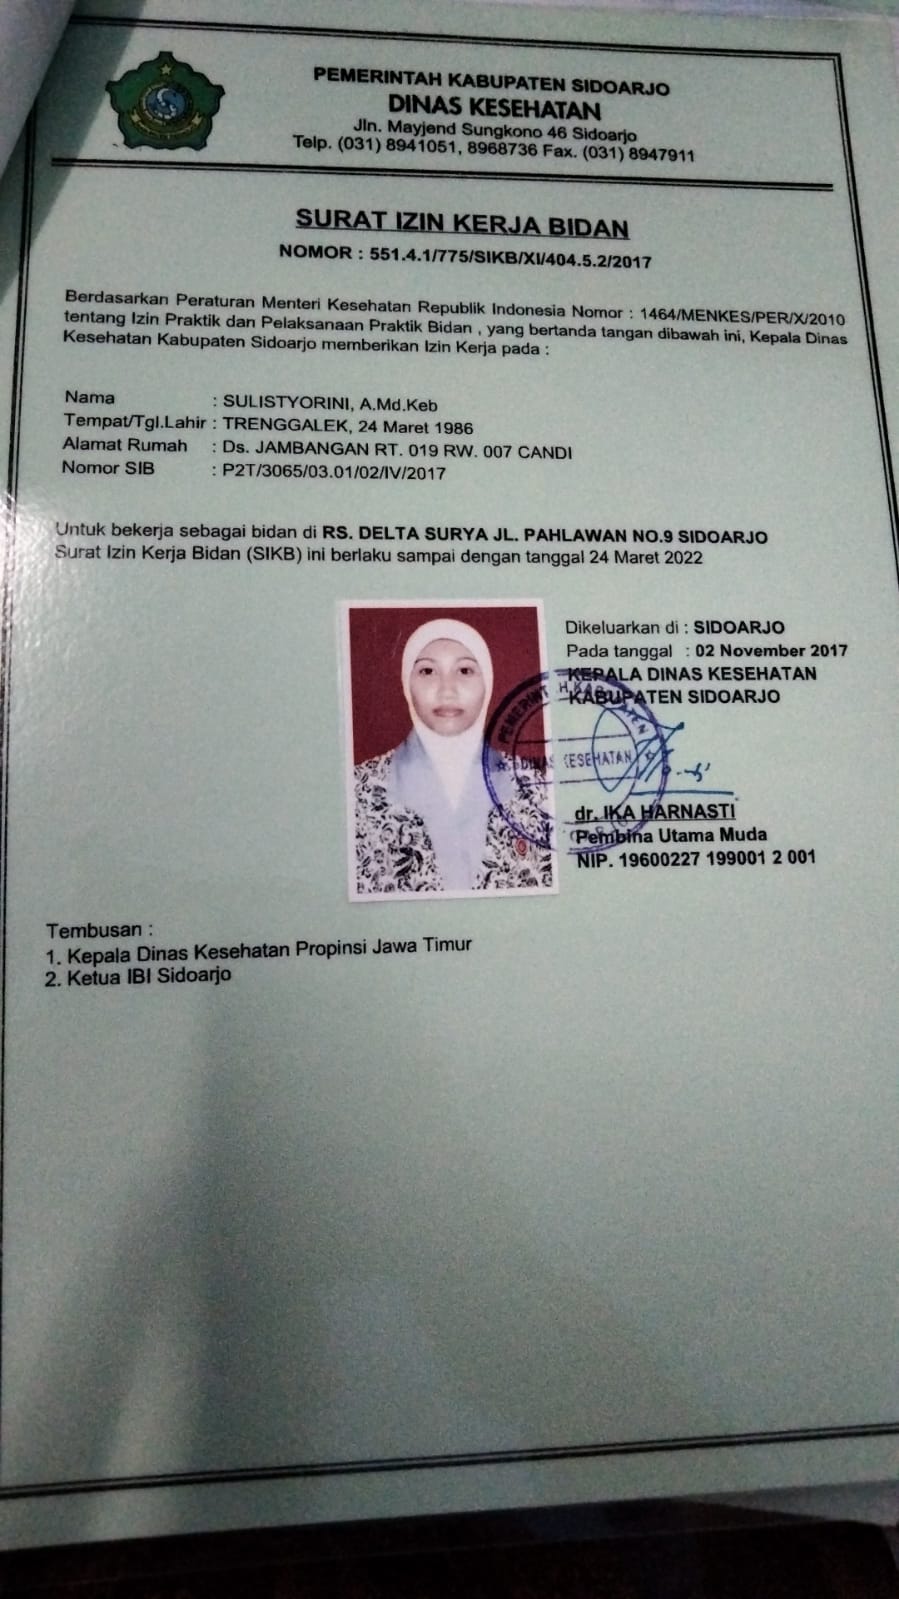 PEMERINTAH KABUPATEN SIDOARJO
DINAS KESEHATAN
Jln. Mayjend Sungkono 46 Sidoarjo
Telp. (031) 8941051, 8968736 Fax. (031) 8947911
SURAT IZIN KERJA BIDAN
NOMOR : 551.4.1/775/SIKB/XI/404.5.2/2017
Berdasarkan Peraturan Menteri Kesehatan Republik Indonesia Nomor : 1464/MENKES/PER/X/2010
tentang Izin Praktik dan Pelaksanaan Praktik Bidan , yang bertanda tangan dibawah ini, Kepala Dinas
Kesehatan Kabupaten Sidoarjo memberikan Izin Kerja pada :
Nama : SULISTYORINI, A.Md.Keb
Tempat/Tgl.Lahir : TRENGGALEK, 24 Maret 1986
Alamat Rumah : Ds. JAMBANGAN RT. 019 RW. 007 CANDI
Nomor SIB : P2T/3065/03.01/02/IV/2017
Untuk bekerja sebagai bidan di RS. DELTA SURYA JL. PAHLAWAN NO.9 SIDOARJO
Surat Izin Kerja Bidan (SIKB) ini berlaku sampai dengan tanggal 24 Maret 2022
Dikeluarkan di : SIDOARJO
Pada tanggal : 02 November 2017
KEPALA DINAS KESEHATAN
KABUPATEN SIDOARJO
PEMERINTAH KABUPATEN
DINAS KESEHATAN
dr. IKA HARNASTI
Pembina Utama Muda
NIP. 19600227 199001 2 001
Tembusan :
1. Kepala Dinas Kesehatan Propinsi Jawa Timur
2. Ketua IBI Sidoarjo